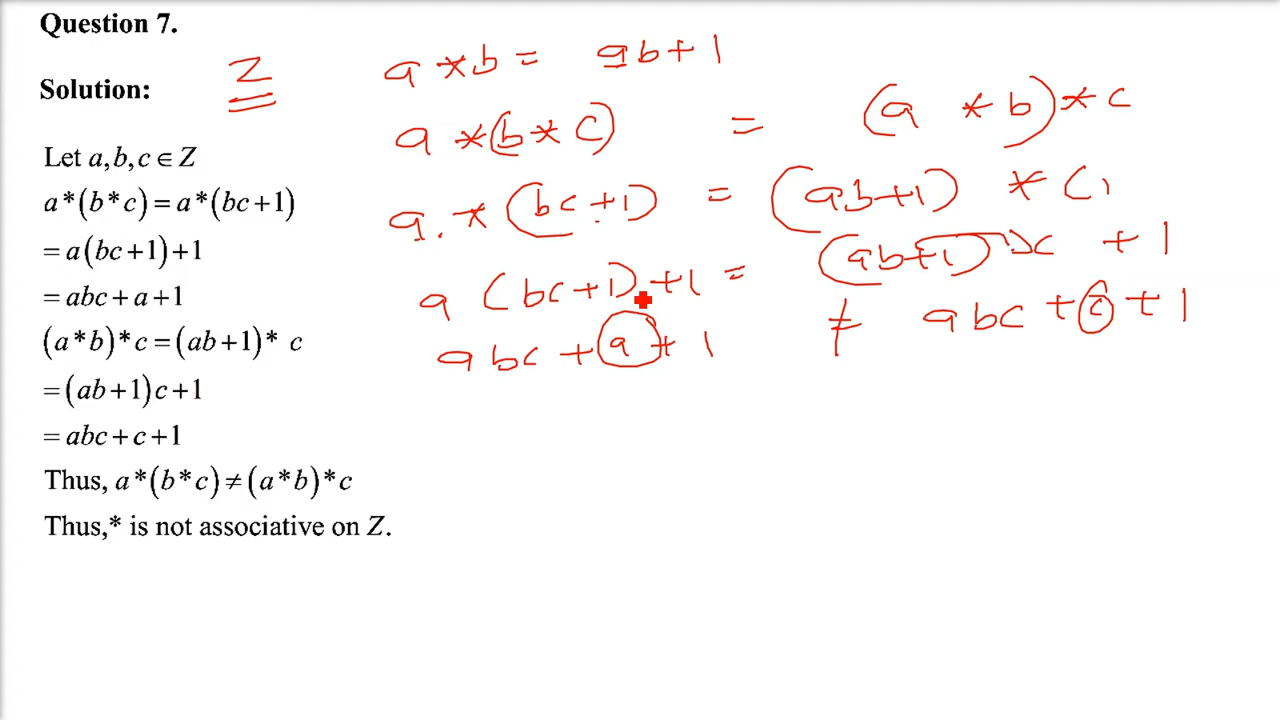 Question 7.
Solution:
Let a,b,c ∈ Z
a*(b*c) = a*(bc+1)
= a(bc+1)+1
= abc + a + 1
(a*b)*c = (ab+1)* c
= (ab+1)c+1
= abc + c + 1
Thus, a*(b*c) ≠ (a*b)*c
Thus,* is not associative on Z.
Z
a * b = ab + 1
a * (b * c) = (a * b) * c
a . * (bc + 1) = (ab+1) * c,
a (bc+1) + 1 = (ab+1) c + 1
abc + a + 1 ≠ abc + c + 1